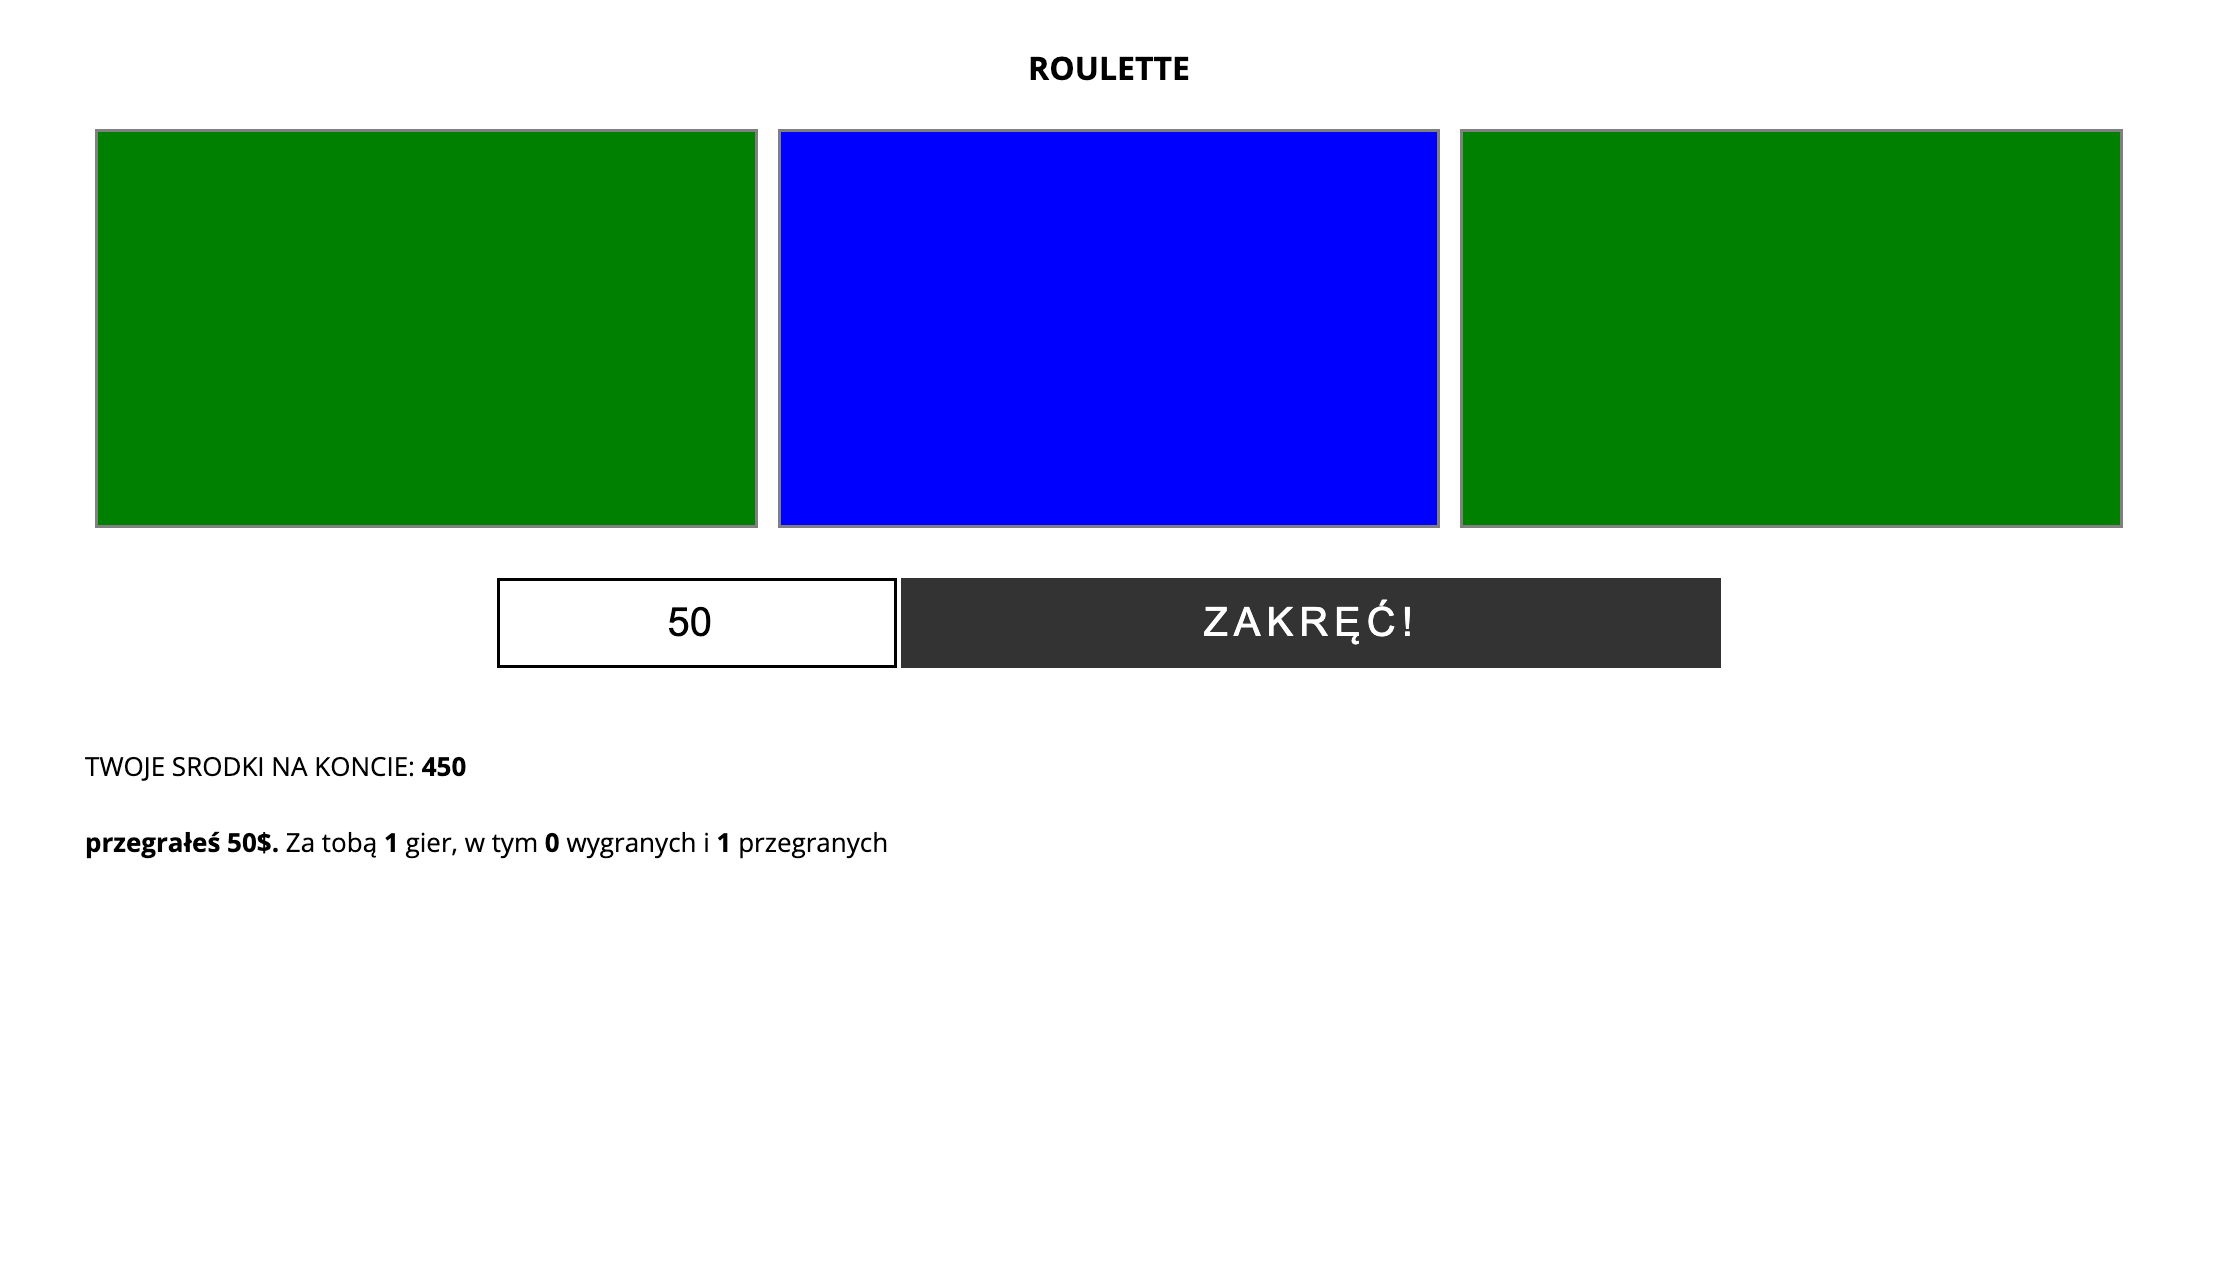 ROULETTE
50
ZAKRĘĆ!
TWOJE SRODKI NA KONCIE: 450
przegrałeś 50$. Za tobą 1 gier, w tym 0 wygranych i 1 przegranych